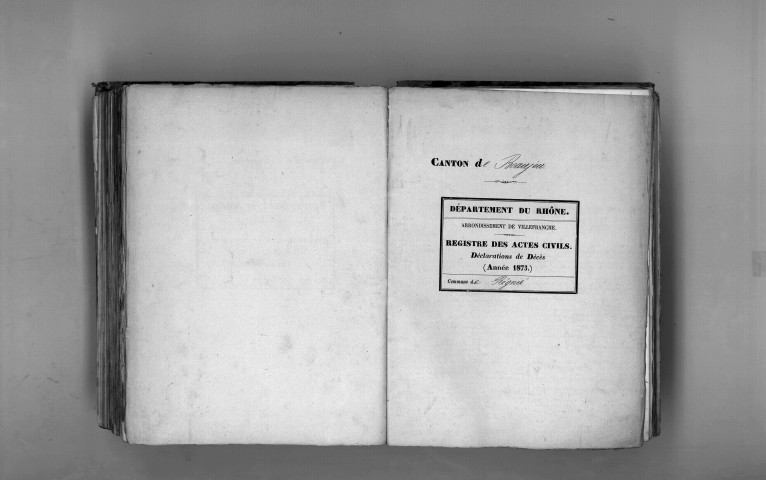 CANTON de Beaujeu
DÉPARTEMENT DU RHÔNE.
ARRONDISSEMENT DE VILLEFRANCHE.
REGISTRE DES ACTES CIVILS.
Déclarations de Décès
(Année 1873.)
Commune de Régnié